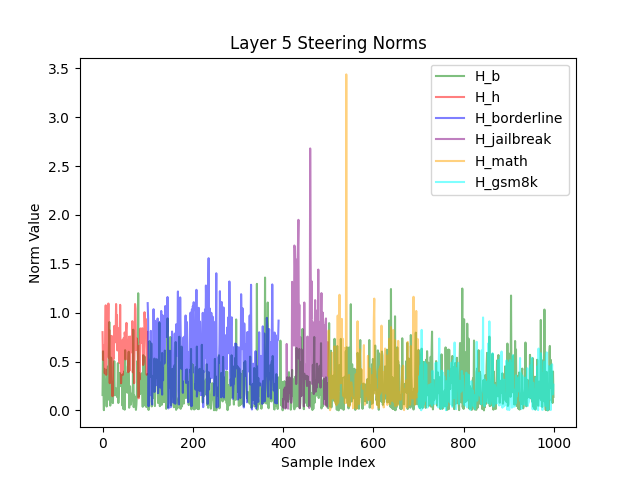 Layer 5 Steering Norms
3.5
3.0
2.5
2.0
1.5
1.0
0.5
0.0
Norm Value
H_b
H_h
H_borderline
H_jailbreak
H_math
H_gsm8k
0
200
400
600
800
1000
Sample Index